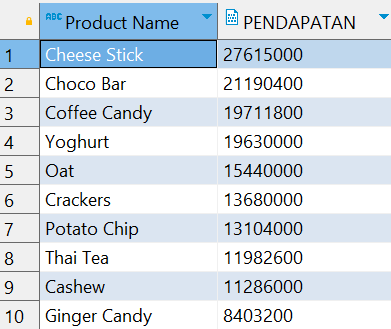 ABC Product Name PENDAPATAN
1 Cheese Stick 27615000
2 Choco Bar 21190400
3 Coffee Candy 19711800
4 Yoghurt 19630000
5 Oat 15440000
6 Crackers 13680000
7 Potato Chip 13104000
8 Thai Tea 11982600
9 Cashew 11286000
10 Ginger Candy 8403200